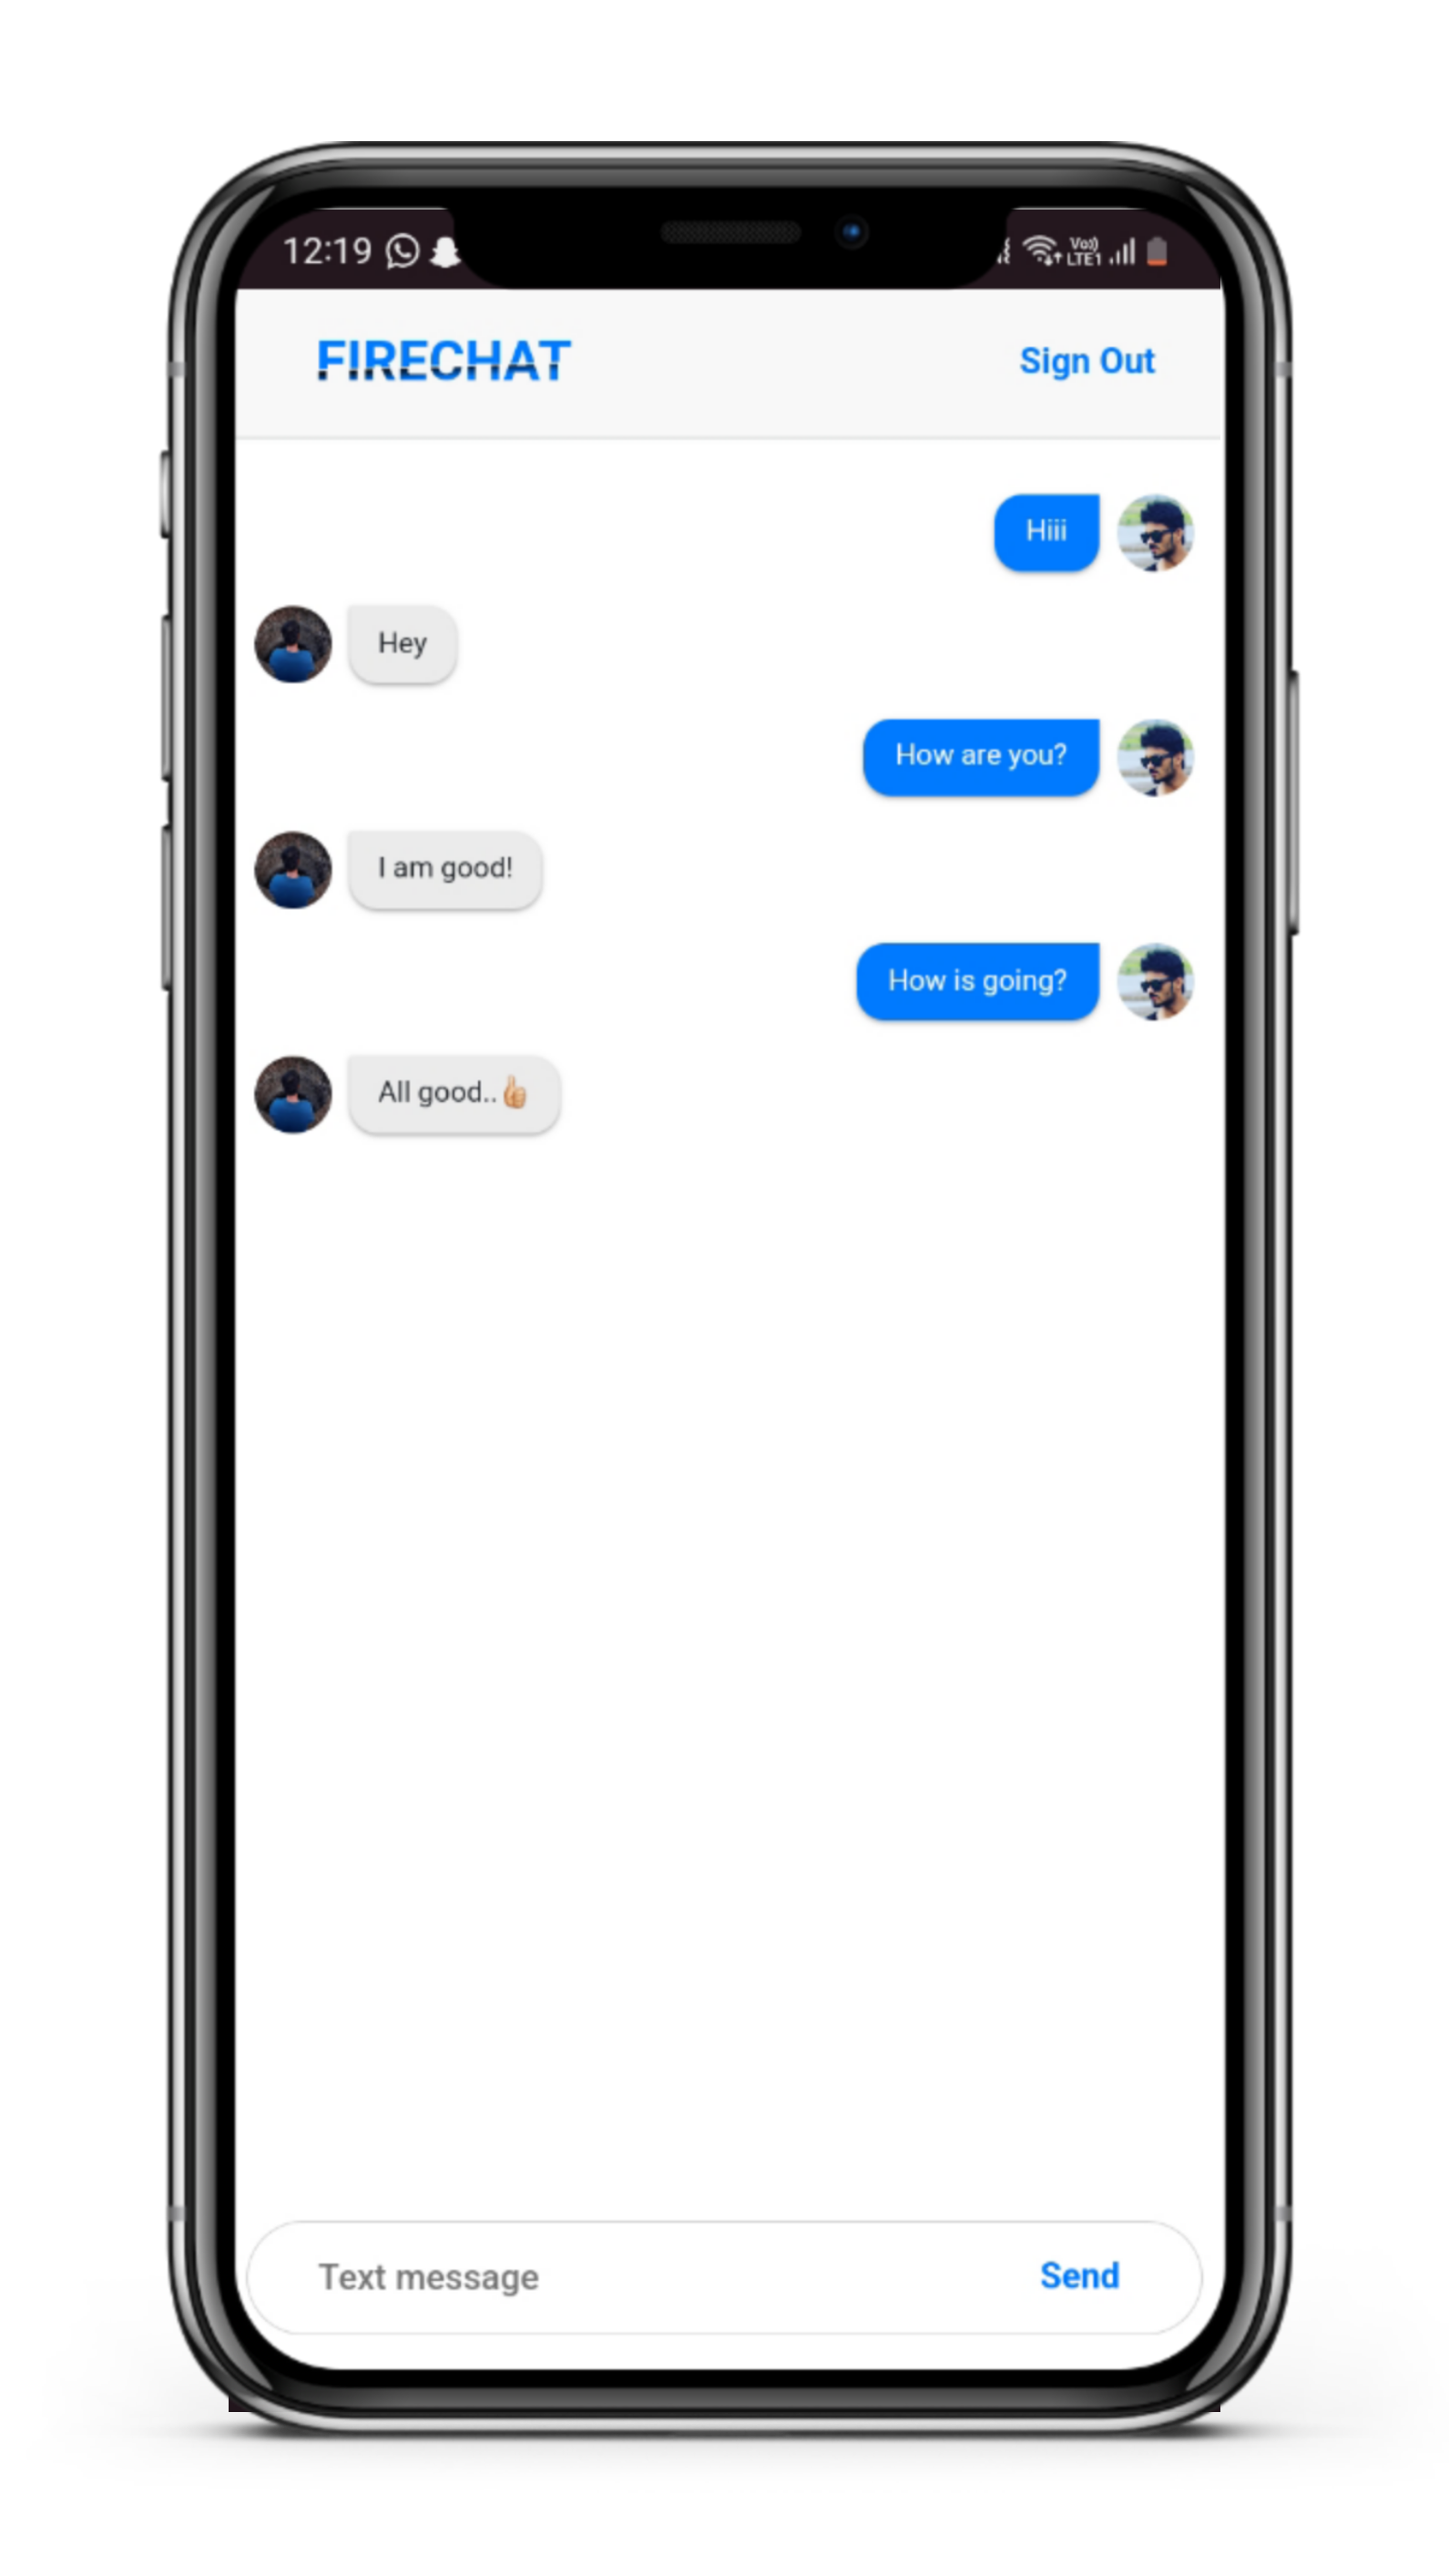 12:19 Vo)) LTE1
FIRECHAT Sign Out
Hiii
Hey
How are you?
I am good!
How is going?
All good..👍🏼
Text message Send